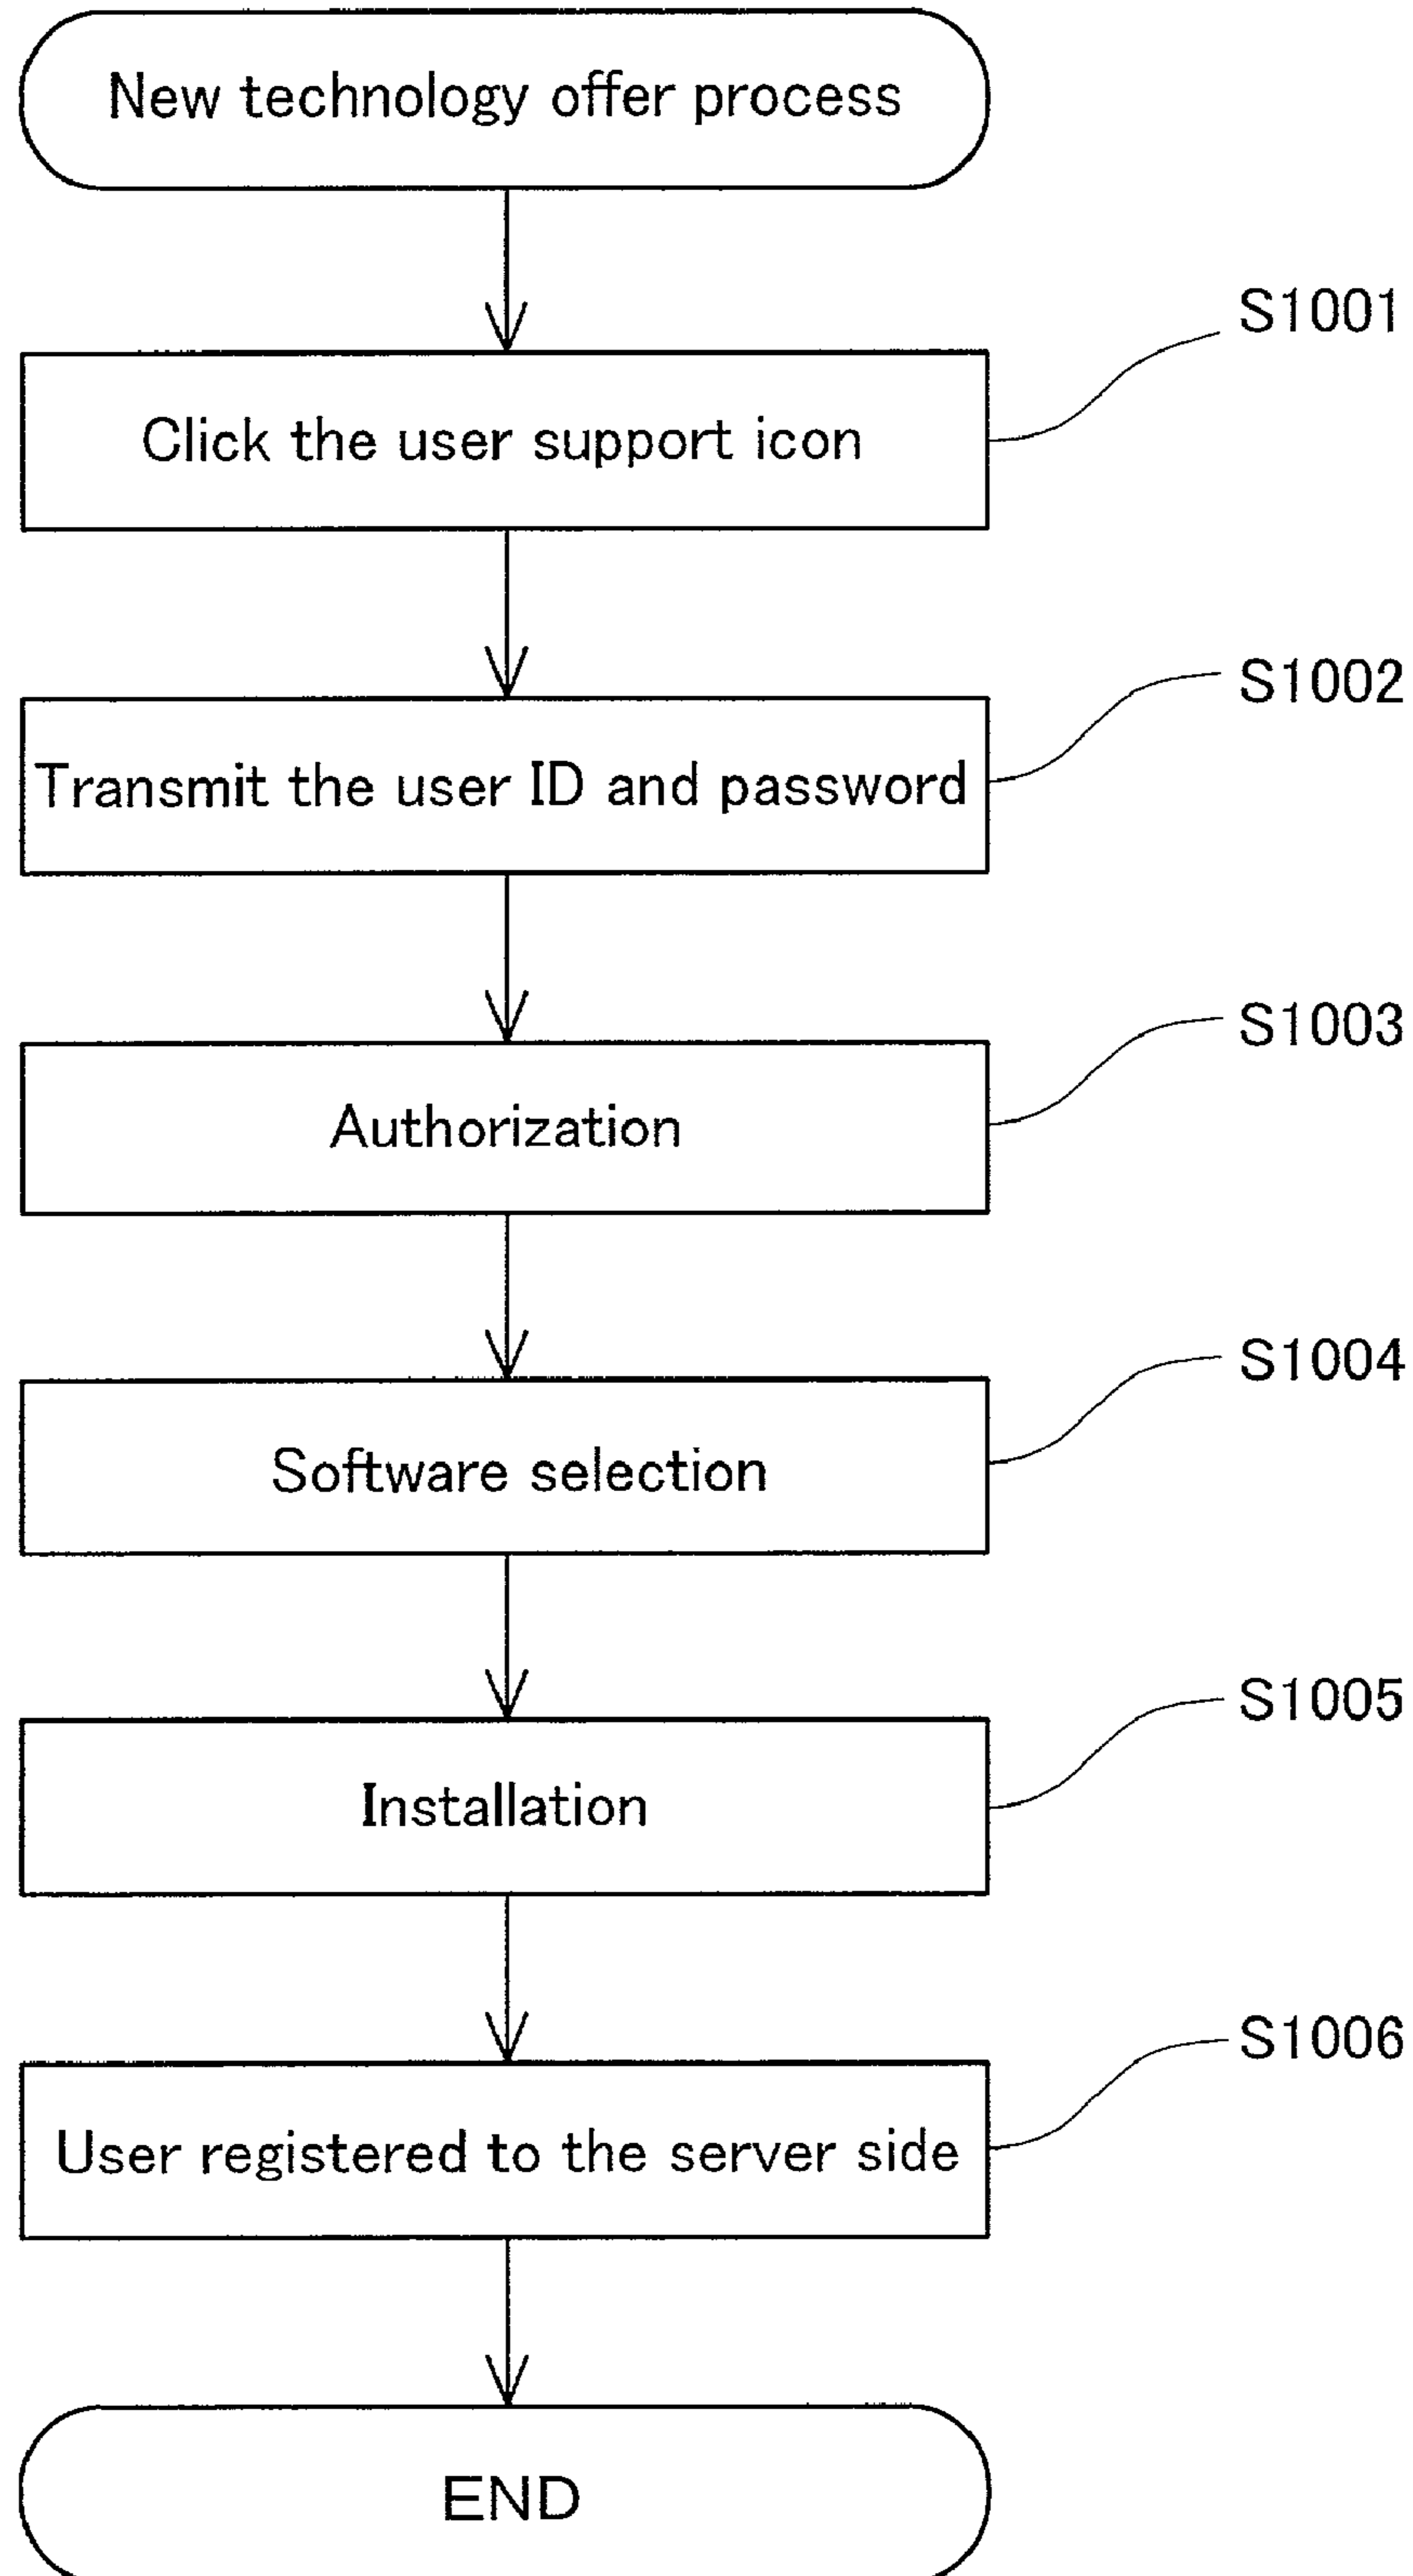 New technology offer process
S1001
Click the user support icon
S1002
Transmit the user ID and password
S1003
Authorization
S1004
Software selection
S1005
Installation
S1006
User registered to the server side
END